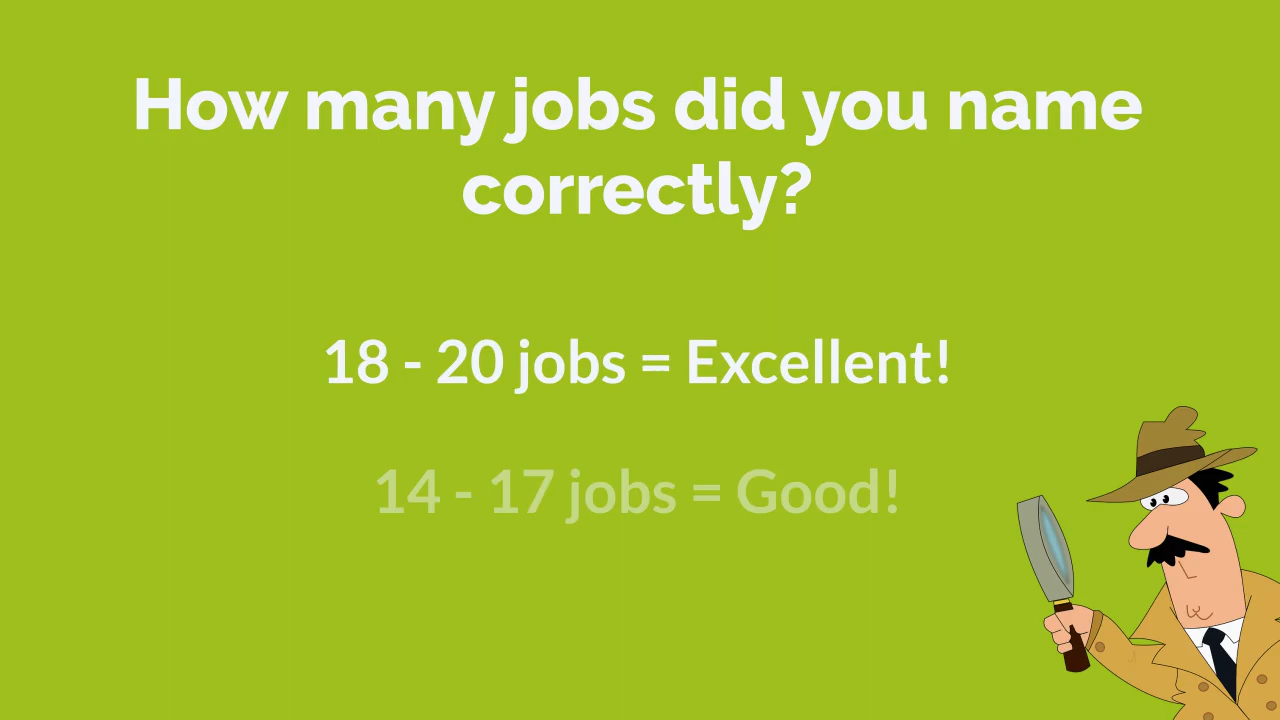 How many jobs did you name
correctly?
18 - 20 jobs = Excellent!
14 - 17 jobs = Good!